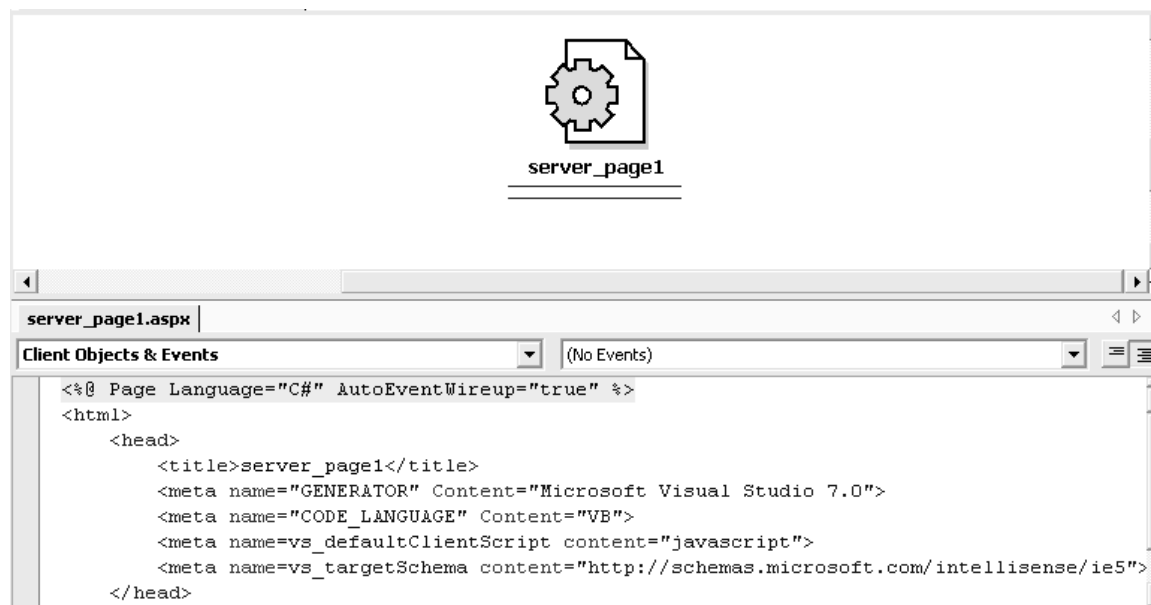 server_page1
server_page1.aspx
Client Objects & Events (No Events)
<%@ Page Language="C#" AutoEventWireup="true" %>
<html>
<head>
<title>server_page1</title>
<meta name="GENERATOR" Content="Microsoft Visual Studio 7.0">
<meta name="CODE_LANGUAGE" Content="VB">
<meta name=vs_defaultClientScript content="javascript">
<meta name=vs_targetSchema content="http://schemas.microsoft.com/intellisense/ie5">
</head>